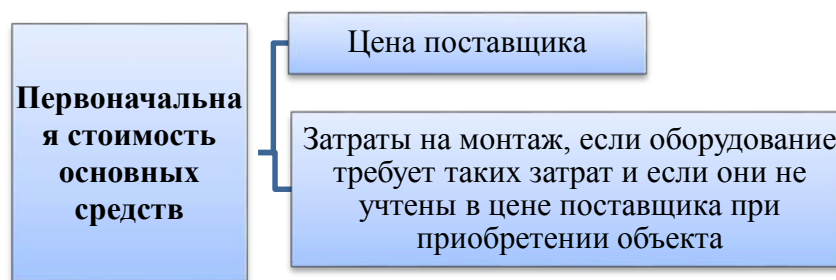 Первоначальна
я стоимость
основных
средств
Цена поставщика
Затраты на монтаж, если оборудование
требует таких затрат и если они не
учтены в цене поставщика при
приобретении объекта